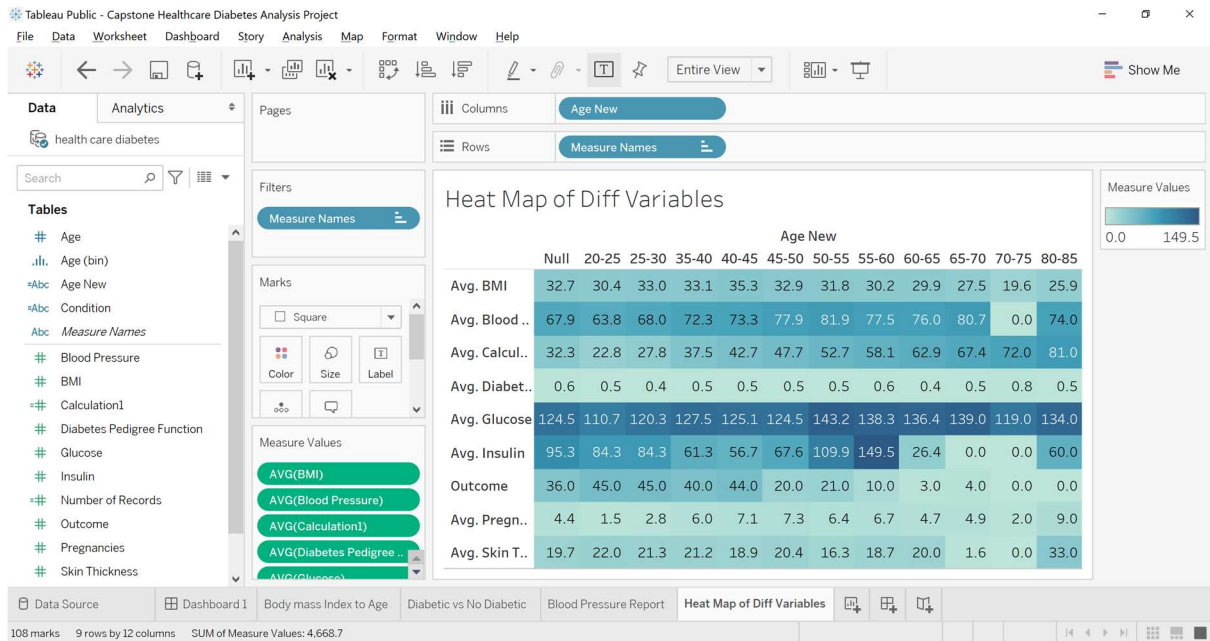 Tableau Public - Capstone Healthcare Diabetes Analysis Project
File Data Worksheet Dashboard Story Analysis Map Format Window Help
Entire View
Show Me
Data Analytics
health care diabetes
Search
Tables
Age
Age (bin)
=Abc Age New
=Abc Condition
Abc Measure Names
Blood Pressure
BMI
Calculation1
Diabetes Pedigree Function
Glucose
Insulin
Number of Records
Outcome
Pregnancies
Skin Thickness
Pages
Filters
Measure Names
Marks
Square
Color Size Label
Measure Values
AVG(BMI)
AVG(Blood Pressure)
AVG(Calculation1)
AVG(Diabetes Pedigree ..
AVG(Glucose)
Columns Age New
Rows Measure Names
Heat Map of Diff Variables
Age New
Null 20-25 25-30 35-40 40-45 45-50 50-55 55-60 60-65 65-70 70-75 80-85
Avg. BMI 32.7 30.4 33.0 33.1 35.3 32.9 31.8 30.2 29.9 27.5 19.6 25.9
Avg. Blood .. 67.9 63.8 68.0 72.3 73.3 77.9 81.9 77.5 76.0 80.7 0.0 74.0
Avg. Calcul.. 32.3 22.8 27.8 37.5 42.7 47.7 52.7 58.1 62.9 67.4 72.0 81.0
Avg. Diabet.. 0.6 0.5 0.4 0.5 0.5 0.5 0.5 0.6 0.4 0.5 0.8 0.5
Avg. Glucose 124.5 110.7 120.3 127.5 125.1 124.5 143.2 138.3 136.4 139.0 119.0 134.0
Avg. Insulin 95.3 84.3 84.3 61.3 56.7 67.6 109.9 149.5 26.4 0.0 0.0 60.0
Outcome 36.0 45.0 45.0 40.0 44.0 20.0 21.0 10.0 3.0 4.0 0.0 0.0
Avg. Pregn.. 4.4 1.5 2.8 6.0 7.1 7.3 6.4 6.7 4.7 4.9 2.0 9.0
Avg. Skin T.. 19.7 22.0 21.3 21.2 18.9 20.4 16.3 18.7 20.0 1.6 0.0 33.0
Measure Values
0.0 149.5
Data Source Dashboard 1 Body mass Index to Age Diabetic vs No Diabetic Blood Pressure Report Heat Map of Diff Variables
108 marks 9 rows by 12 columns SUM of Measure Values: 4,668.7